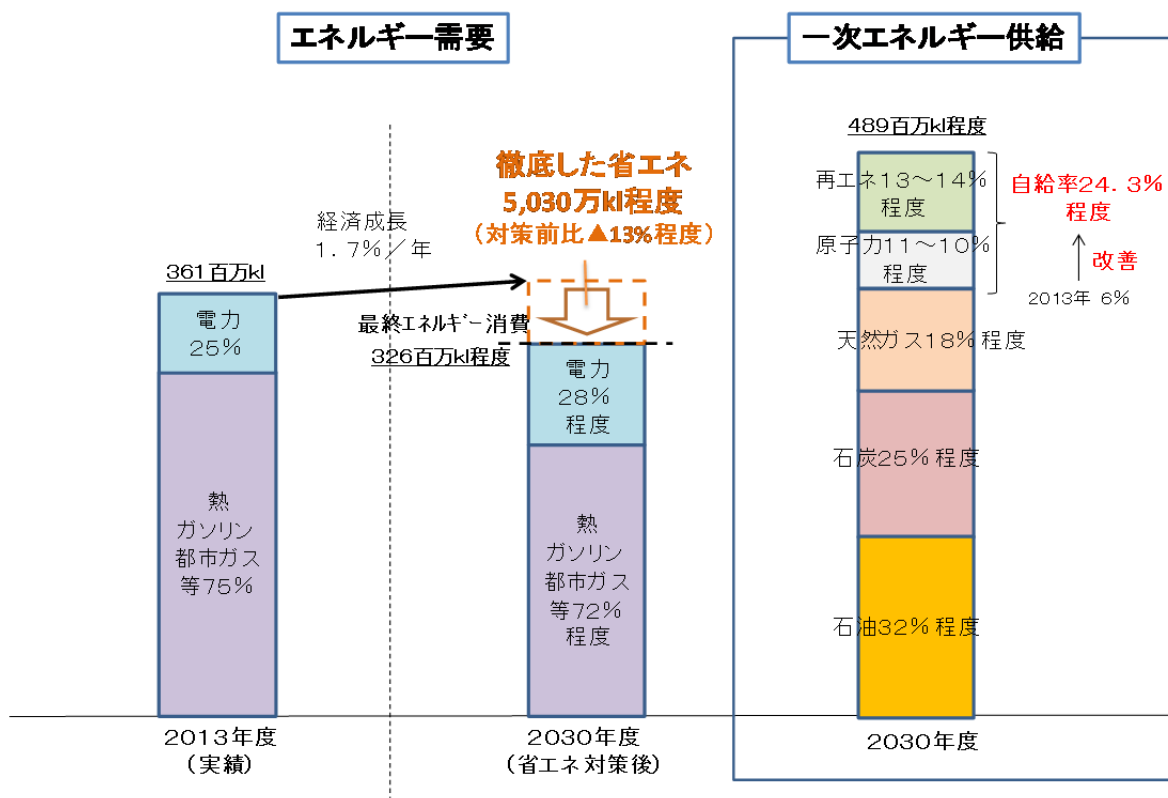 エネルギー需要
一次エネルギー供給
徹底した省エネ
5,030万kl程度
（対策前比▲13%程度）
経済成長
1．7％／年
361百万kl
電力
25％
熱
ガソリン
都市ガス
等75％
2013年度
（実績）
最終エネルギー消費
326百万kl程度
電力
28％
程度
熱
ガソリン
都市ガス
等72％
程度
2030年度
（省エネ対策後）
489百万kl程度
再エネ13～14％
程度
原子力11～10％
程度
天然ガス18％程度
石炭25％程度
石油32％程度
2030年度
自給率24．3％
程度
改善
2013年 6％